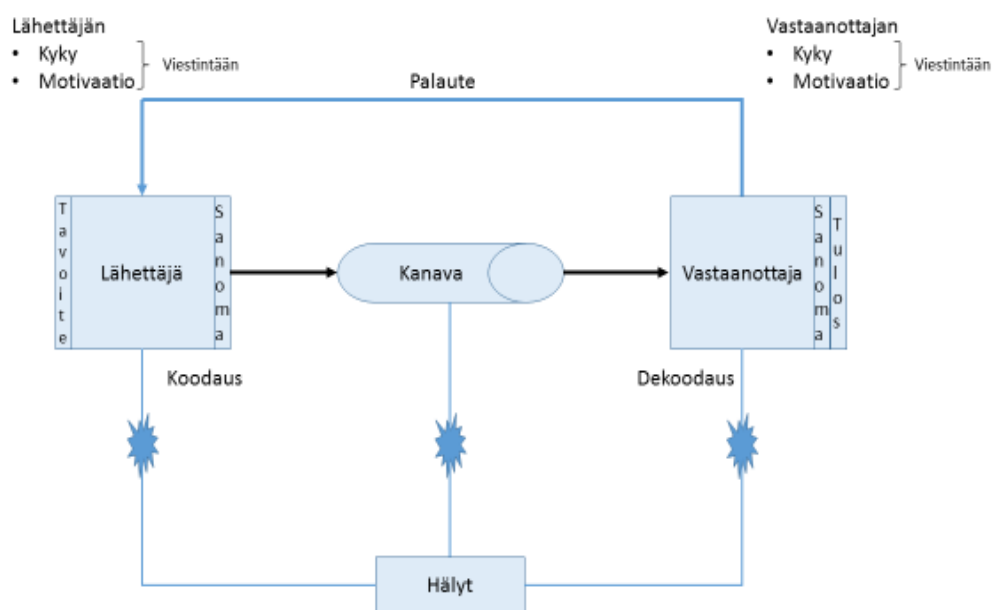 Lähettäjän
• Kyky
• Motivaatio
Viestintään
Vastaanottajan
• Kyky
• Motivaatio
Viestintään
Palaute
Tavoite
Lähettäjä
Sanoma
Kanava
Vastaanottaja
Sanoma
Tulos
Koodaus
Dekoodaus
Hälyt